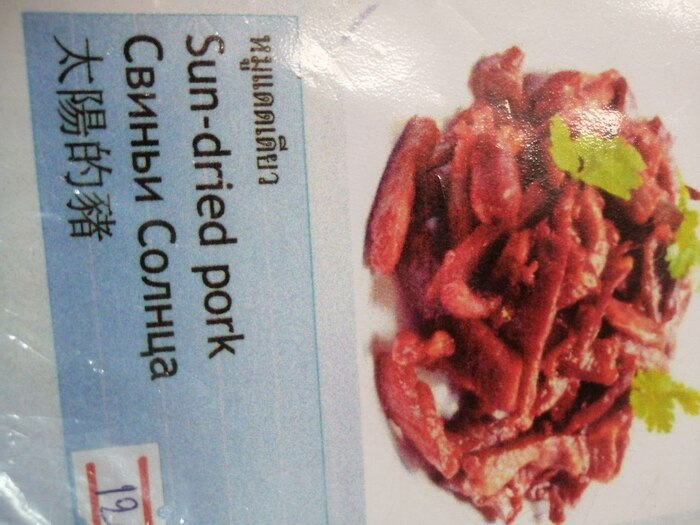 หมูแดดเดียว
Sun-dried pork
Свиньи Солнца
太陽的豬